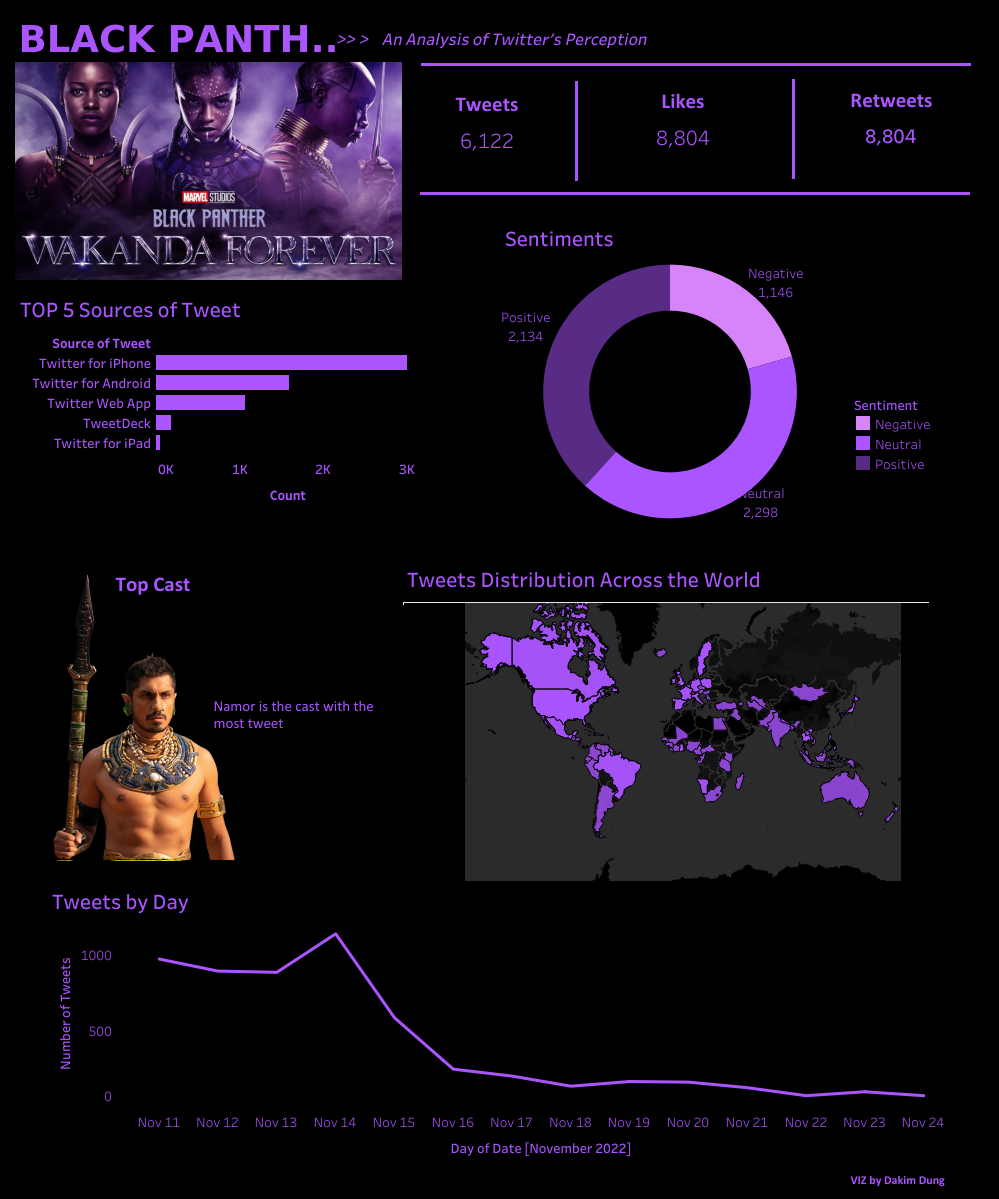 BLACK PANTH..
>> > An Analysis of Twitter’s Perception
Tweets
6,122
Likes
8,804
Retweets
8,804
MARVEL STUDIOS
BLACK PANTHER
WAKANDA FOREVER
Sentiments
Negative
1,146
Positive
2,134
Neutral
2,298
Sentiment
Negative
Neutral
Positive
TOP 5 Sources of Tweet
Source of Tweet
Twitter for iPhone
Twitter for Android
Twitter Web App
TweetDeck
Twitter for iPad
0K 1K 2K 3K
Count
Top Cast
Namor is the cast with the
most tweet
Tweets Distribution Across the World
Tweets by Day
Number of Tweets
1000
500
0
Nov 11 Nov 12 Nov 13 Nov 14 Nov 15 Nov 16 Nov 17 Nov 18 Nov 19 Nov 20 Nov 21 Nov 22 Nov 23 Nov 24
Day of Date [November 2022]
VIZ by Dakim Dung